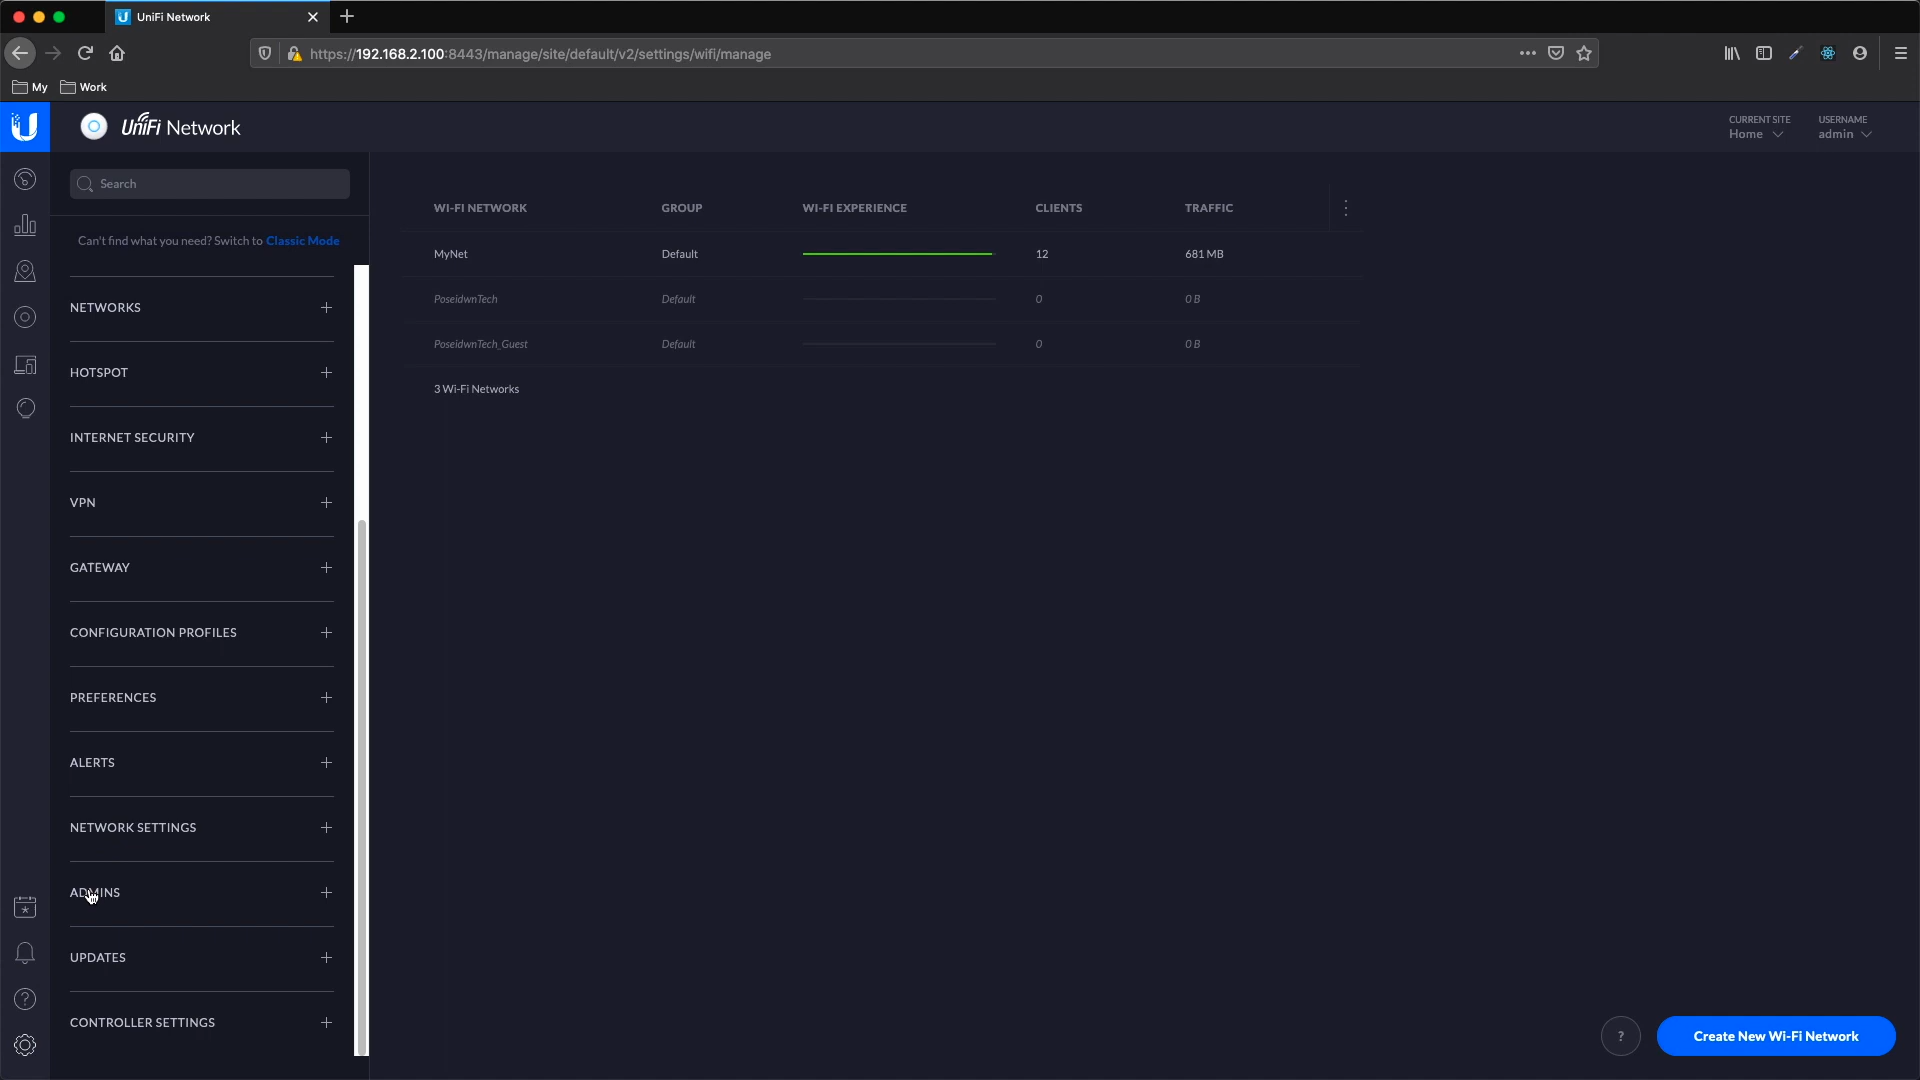 UniFi Network
https://192.168.2.100:8443/manage/site/default/v2/settings/wifi/manage
My Work
UniFi Network
CURRENT SITE
Home
USERNAME
admin
Search
Can't find what you need? Switch to Classic Mode
NETWORKS
HOTSPOT
INTERNET SECURITY
VPN
GATEWAY
CONFIGURATION PROFILES
PREFERENCES
ALERTS
NETWORK SETTINGS
ADMINS
UPDATES
CONTROLLER SETTINGS
WI-FI NETWORK GROUP WI-FI EXPERIENCE CLIENTS TRAFFIC
MyNet Default 12 681 MB
PoseidwnTech Default 0 0 B
PoseidwnTech_Guest Default 0 0 B
3 Wi-Fi Networks
?
Create New Wi-Fi Network